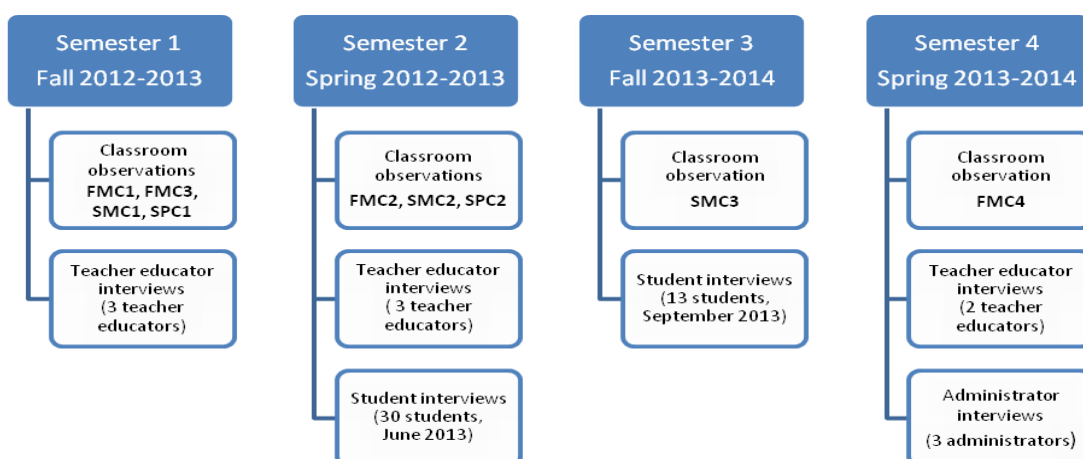 Semester 1
Fall 2012-2013
Classroom
observations
FMC1, FMC3,
SMC1, SPC1
Teacher educator
interviews
(3 teacher
educators)
Semester 2
Spring 2012-2013
Classroom
observations
FMC2, SMC2, SPC2
Teacher educator
interviews
( 3 teacher
educators)
Student interviews
(30 students,
June 2013)
Semester 3
Fall 2013-2014
Classroom
observation
SMC3
Student interviews
(13 students,
September 2013)
Semester 4
Spring 2013-2014
Classroom
observation
FMC4
Teacher educator
interviews
(2 teacher
educators)
Administrator
interviews
(3 administrators)